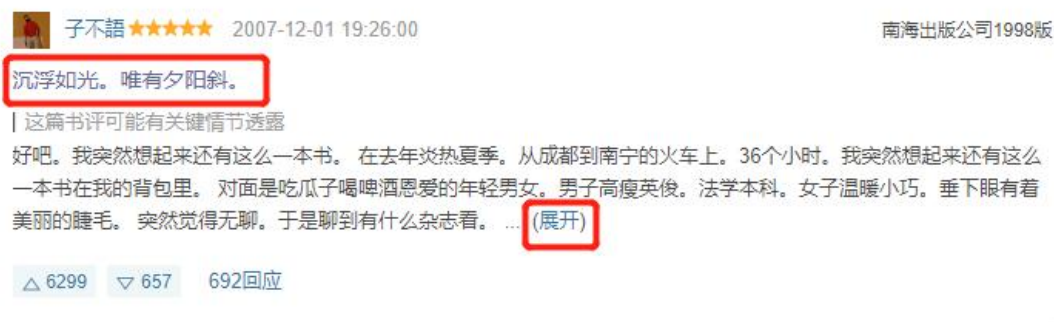 子不語 ★★★★★ 2007-12-01 19:26:00 南海出版公司1998版
沉浮如光。唯有夕阳斜。
| 这篇书评可能有关键情节透露
好吧。我突然想起来还有这么一本书。 在去年炎热夏季。从成都到南宁的火车上。36个小时。我突然想起来还有这么
一本书在我的背包里。 对面是吃瓜子喝啤酒恩爱的年轻男女。男子高瘦英俊。法学本科。女子温暖小巧。垂下眼有着
美丽的睫毛。 突然觉得无聊。于是聊到有什么杂志看。 ... (展开)
△ 6299 ▽ 657 692回应